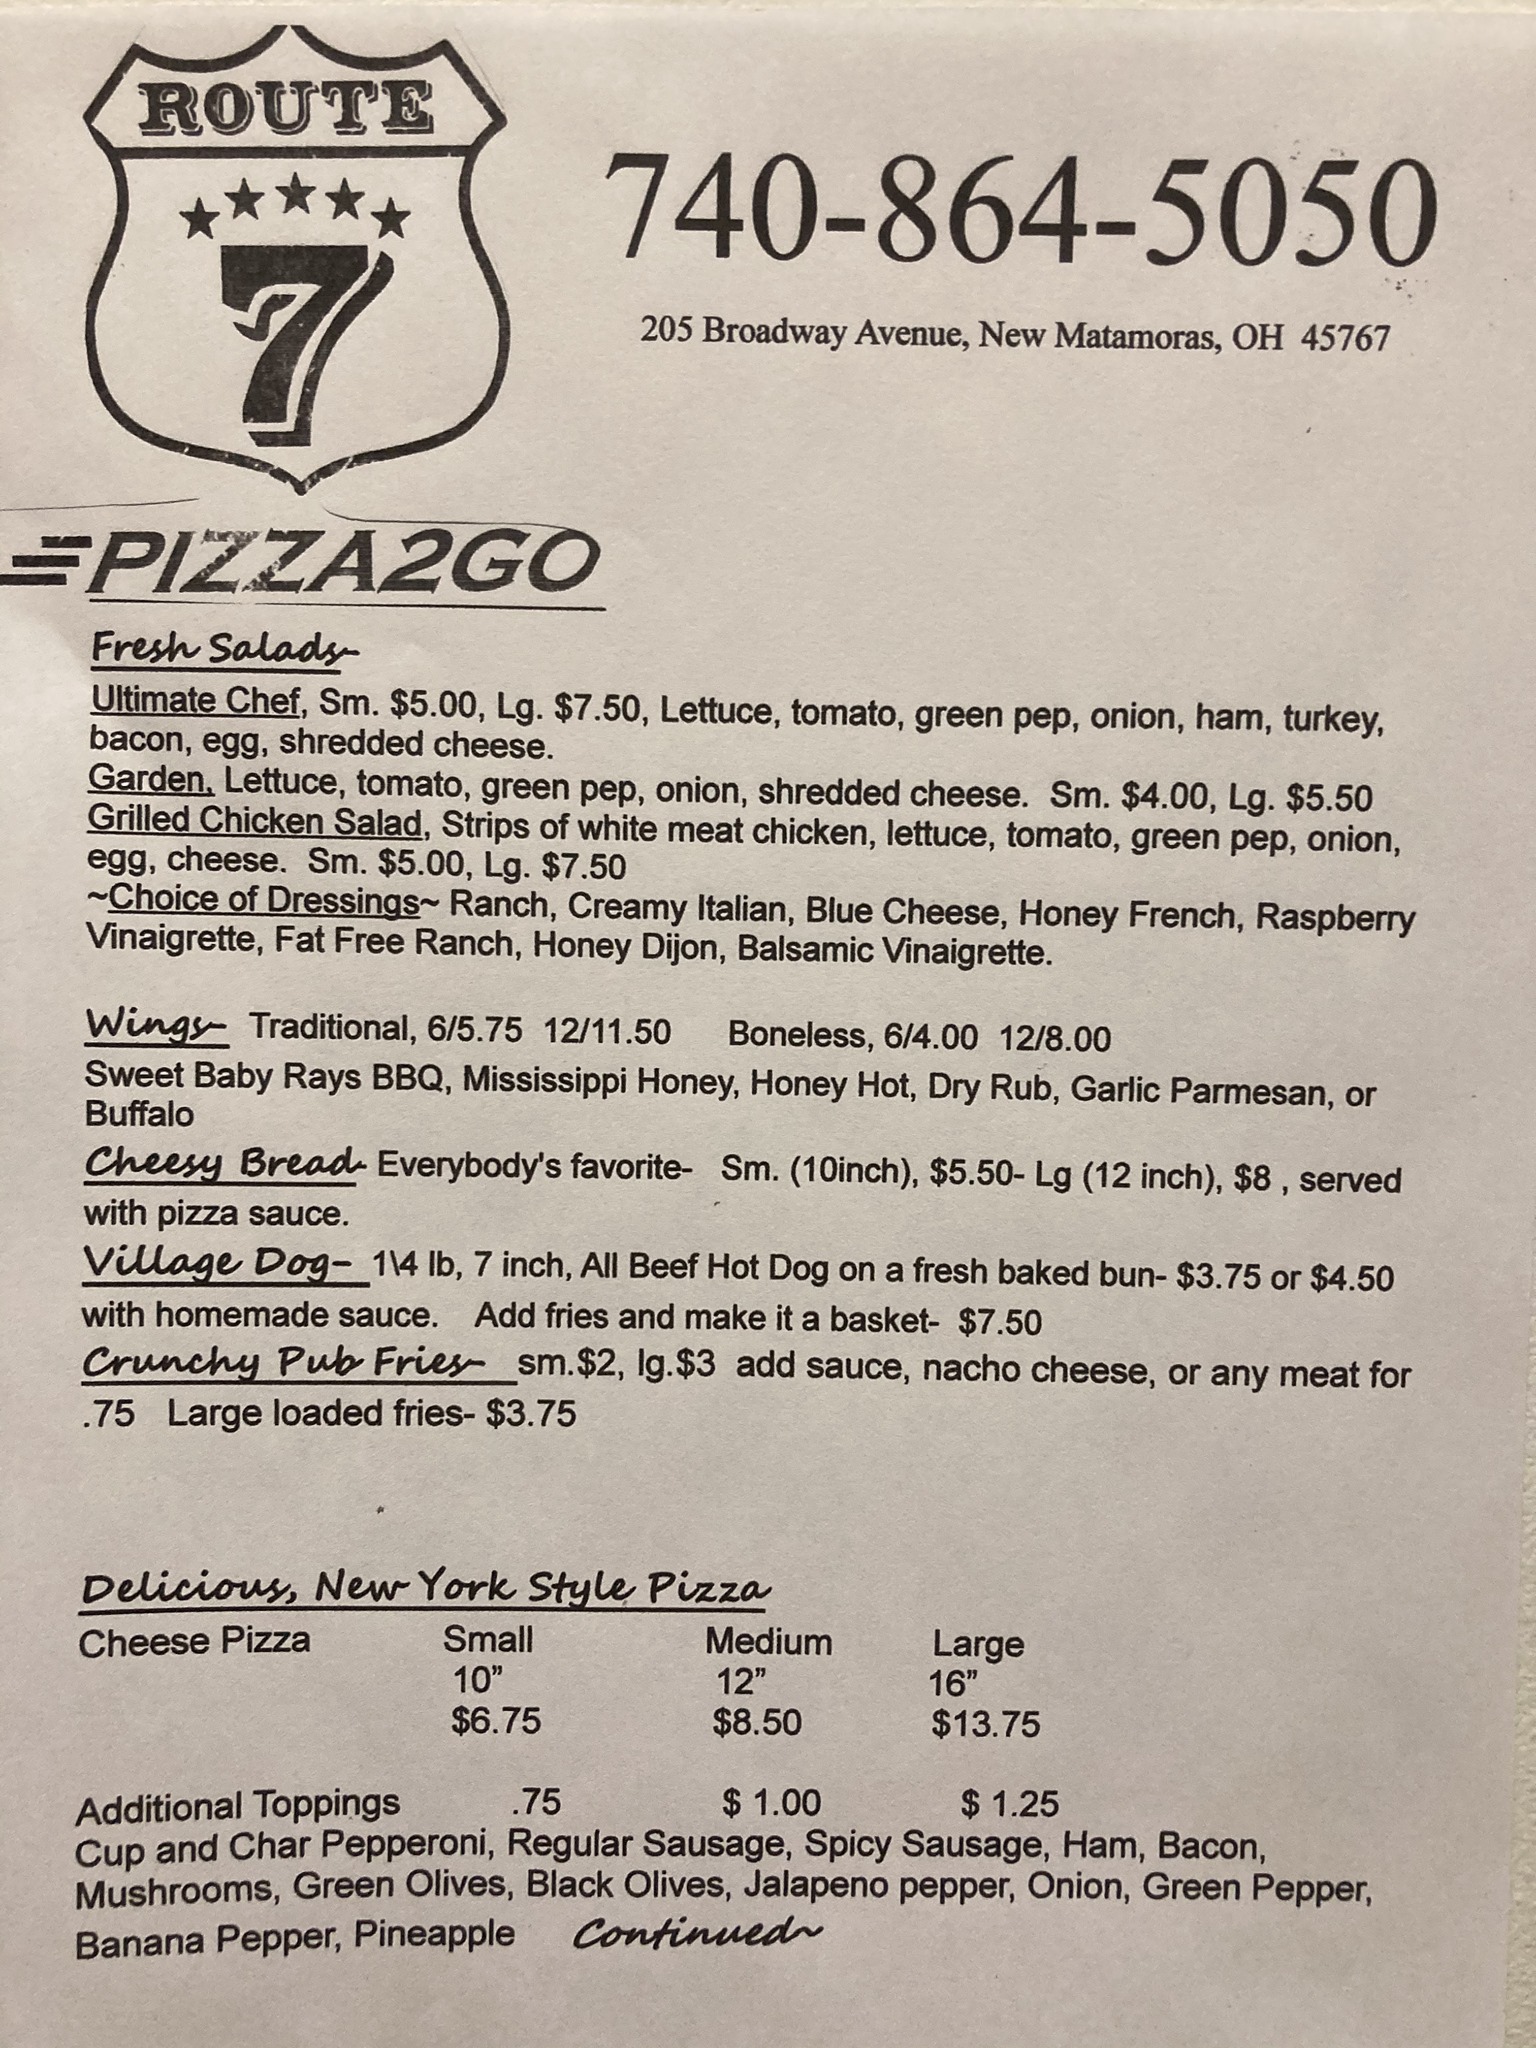 ROUTE
7
740-864-5050
205 Broadway Avenue, New Matamoras, OH 45767
PIZZA2GO
Fresh Salads-
Ultimate Chef, Sm. $5.00, Lg. $7.50, Lettuce, tomato, green pep, onion, ham, turkey,
bacon, egg, shredded cheese.
Garden, Lettuce, tomato, green pep, onion, shredded cheese. Sm. $4.00, Lg. $5.50
Grilled Chicken Salad, Strips of white meat chicken, lettuce, tomato, green pep, onion,
egg, cheese. Sm. $5.00, Lg. $7.50
~Choice of Dressings~ Ranch, Creamy Italian, Blue Cheese, Honey French, Raspberry
Vinaigrette, Fat Free Ranch, Honey Dijon, Balsamic Vinaigrette.
Wings- Traditional, 6/5.75 12/11.50 Boneless, 6/4.00 12/8.00
Sweet Baby Rays BBQ, Mississippi Honey, Honey Hot, Dry Rub, Garlic Parmesan, or
Buffalo
Cheesy Bread- Everybody's favorite- Sm. (10inch), $5.50- Lg (12 inch), $8 , served
with pizza sauce.
Village Dog- 1\4 lb, 7 inch, All Beef Hot Dog on a fresh baked bun- $3.75 or $4.50
with homemade sauce. Add fries and make it a basket- $7.50
Crunchy Pub Fries- sm.$2, lg.$3 add sauce, nacho cheese, or any meat for
.75 Large loaded fries- $3.75
Delicious, New York Style Pizza
Cheese Pizza Small Medium Large
10” 12” 16”
$6.75 $8.50 $13.75
Additional Toppings .75 $ 1.00 $ 1.25
Cup and Char Pepperoni, Regular Sausage, Spicy Sausage, Ham, Bacon,
Mushrooms, Green Olives, Black Olives, Jalapeno pepper, Onion, Green Pepper,
Banana Pepper, Pineapple Continued~